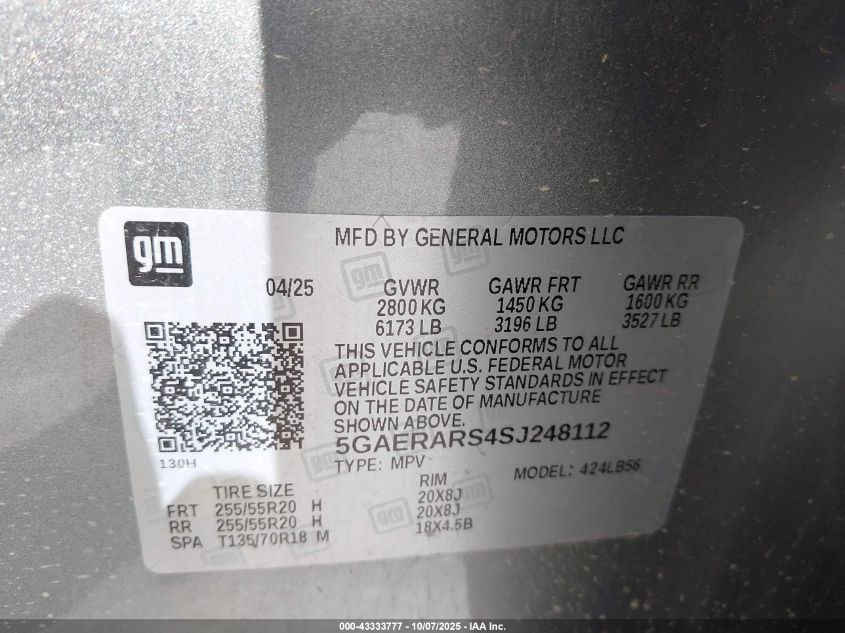 gm
MFD BY GENERAL MOTORS LLC
04/25 GVWR GAWR FRT GAWR RR
2800 KG 1450 KG 1600 KG
6173 LB 3196 LB 3527 LB
THIS VEHICLE CONFORMS TO ALL
APPLICABLE U.S. FEDERAL MOTOR
VEHICLE SAFETY STANDARDS IN EFFECT
ON THE DATE OF MANUFACTURE
SHOWN ABOVE.
5GAERARS4SJ248112
130H
TYPE: MPV MODEL: 424LB56
TIRE SIZE RIM
FRT 255/55R20 H 20X8J
RR 255/55R20 H 20X8J
SPA T135/70R18 M 18X4.5B
000-43333777 - 10/07/2025 - IAA Inc.